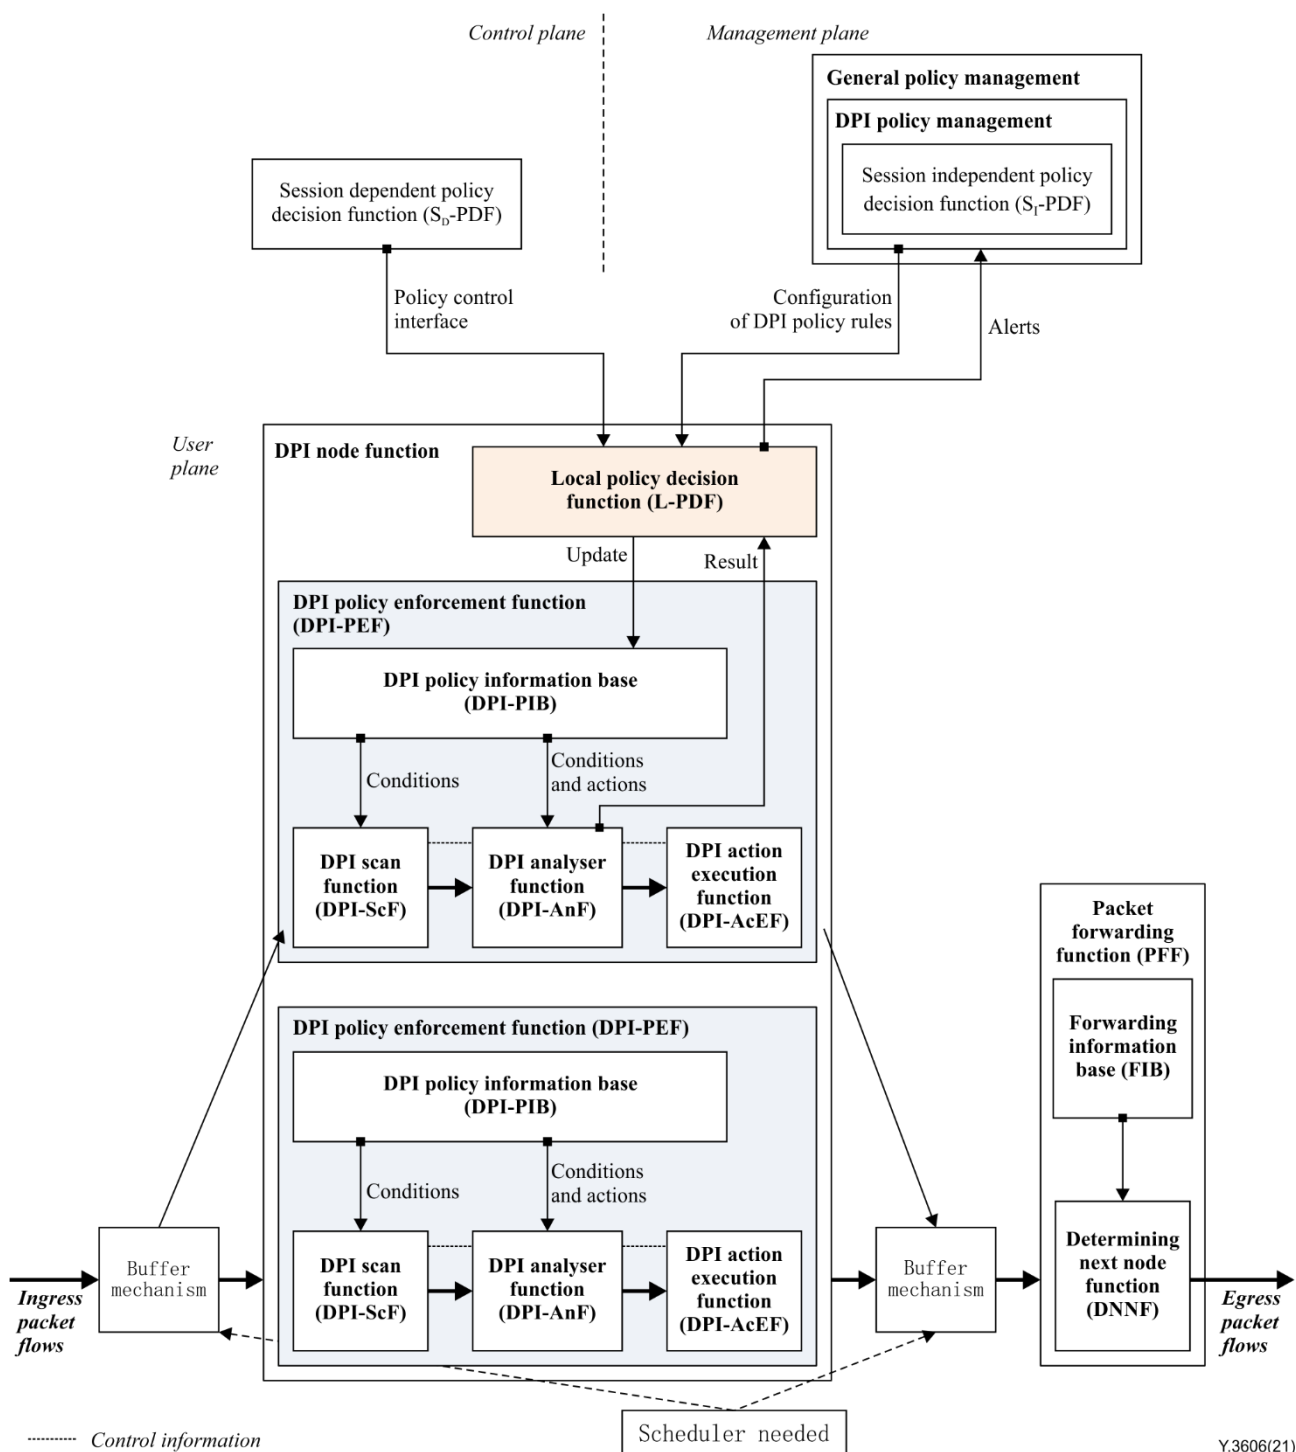 Control plane
Management plane
General policy management
DPI policy management
Session independent policy
decision function (S_I-PDF)
Session dependent policy
decision function (S_D-PDF)
Policy control
interface
Configuration
of DPI policy rules
Alerts
User
plane
DPI node function
Local policy decision
function (L-PDF)
Update
Result
DPI policy enforcement function
(DPI-PEF)
DPI policy information base
(DPI-PIB)
Conditions
Conditions
and actions
DPI scan
function
(DPI-ScF)
DPI analyser
function
(DPI-AnF)
DPI action
execution
function
(DPI-AcEF)
Packet
forwarding
function (PFF)
Forwarding
information
base (FIB)
DPI policy enforcement function (DPI-PEF)
DPI policy information base
(DPI-PIB)
Conditions
Conditions
and actions
Buffer
mechanism
DPI scan
function
(DPI-ScF)
DPI analyser
function
(DPI-AnF)
DPI action
execution
function
(DPI-AcEF)
Buffer
mechanism
Determining
next node
function
(DNNF)
Ingress
packet
flows
Egress
packet
flows
Scheduler needed
Control information
Y.3606(21)